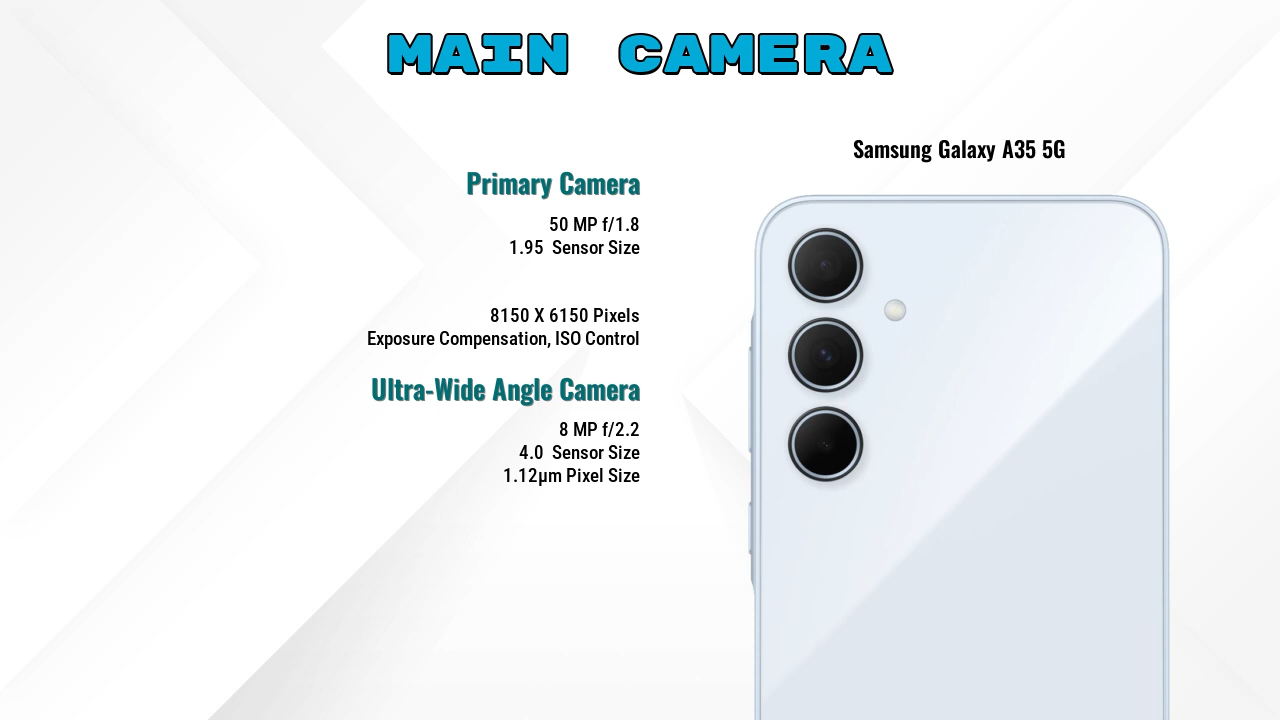 MAIN CAMERA
Samsung Galaxy A35 5G
Primary Camera
50 MP f/1.8
1.95 Sensor Size
8150 X 6150 Pixels
Exposure Compensation, ISO Control
Ultra-Wide Angle Camera
8 MP f/2.2
4.0 Sensor Size
1.12µm Pixel Size